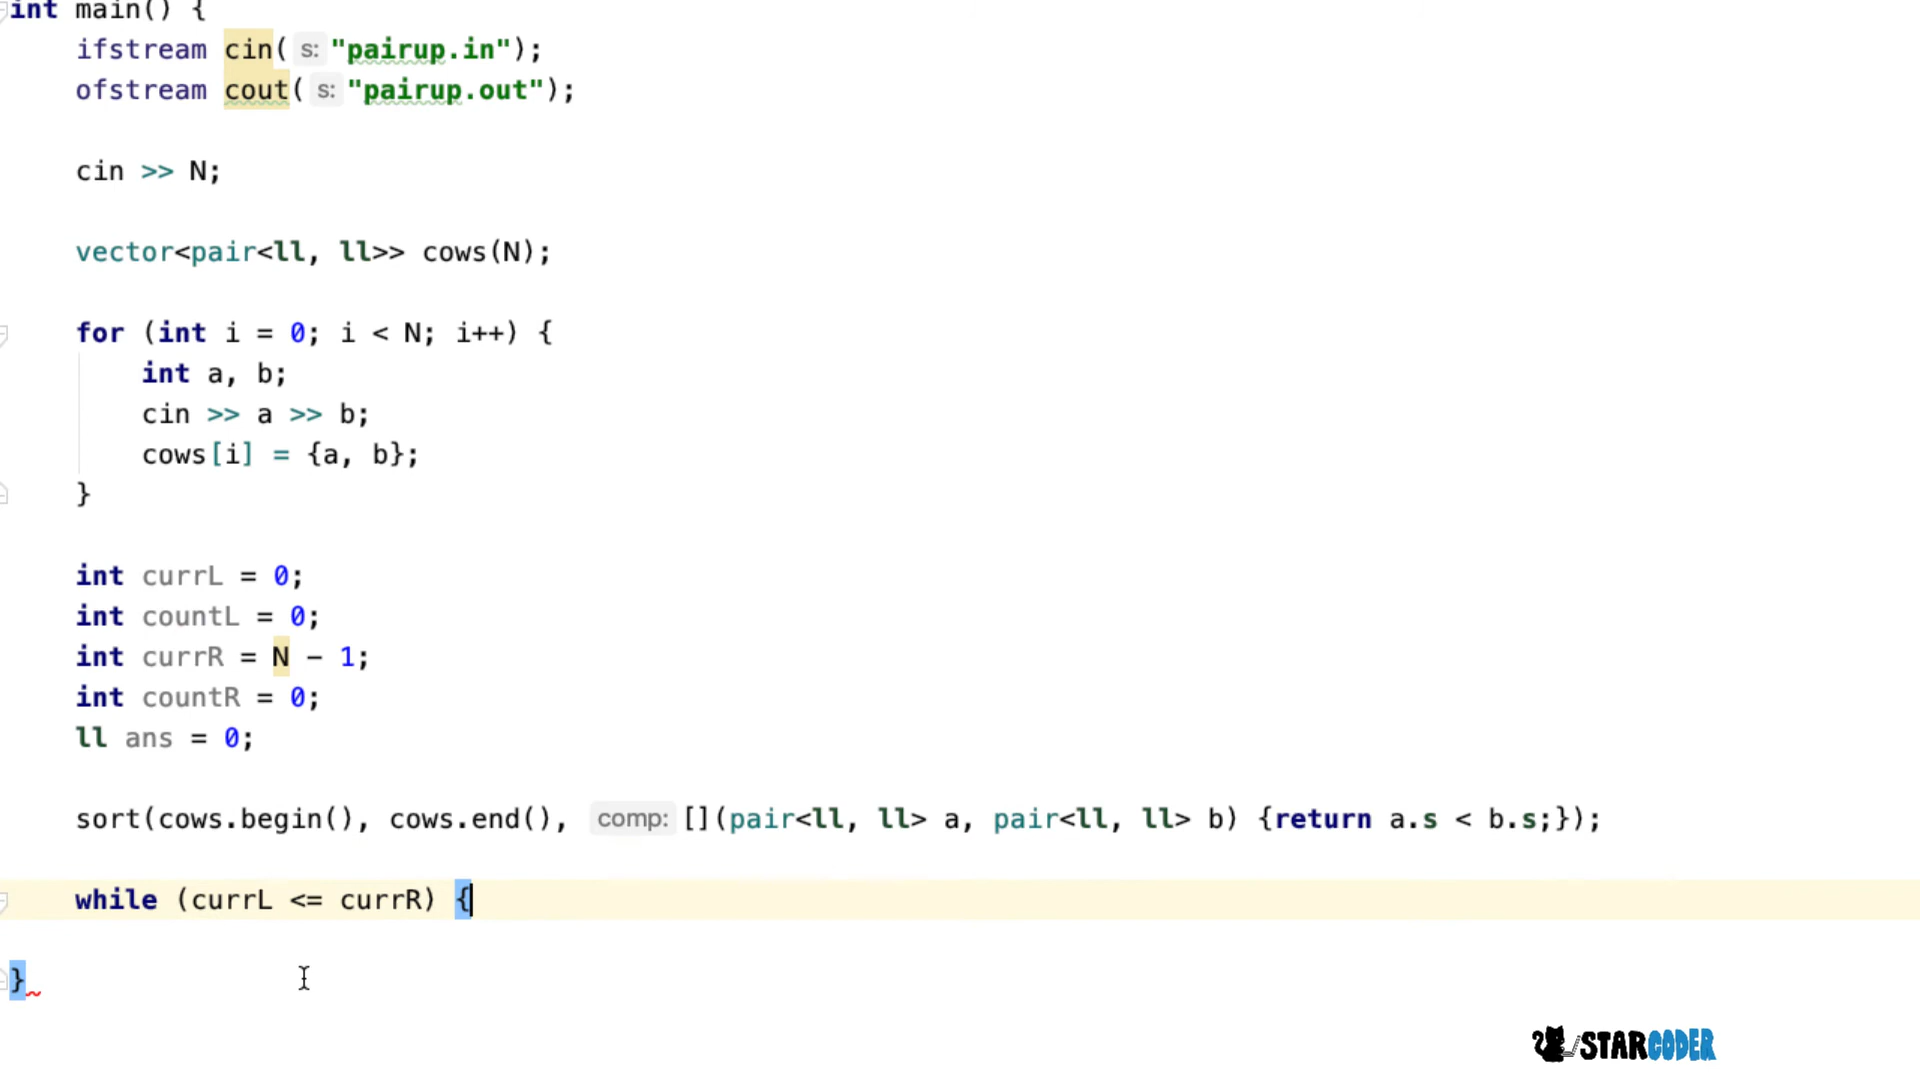 int main() {
    ifstream cin( s: "pairup.in");
    ofstream cout( s: "pairup.out");
    cin >> N;
    vector<pair<ll, ll>> cows(N);
    for (int i = 0; i < N; i++) {
        int a, b;
        cin >> a >> b;
        cows[i] = {a, b};
    }
    int currL = 0;
    int countL = 0;
    int currR = N - 1;
    int countR = 0;
    ll ans = 0;
    sort(cows.begin(), cows.end(), comp: [](pair<ll, ll> a, pair<ll, ll> b) {return a.s < b.s;});
    while (currL <= currR) {
}
STARCODER